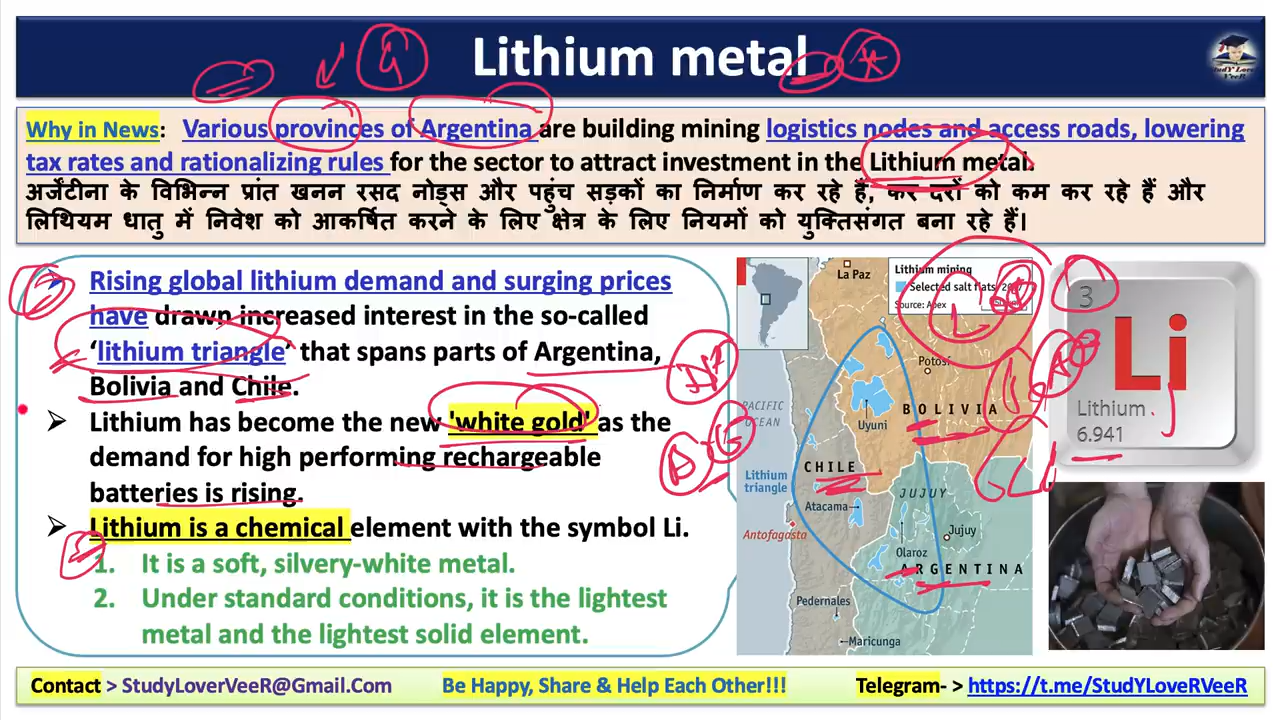 Lithium metal
StudY Love
VeeR
Why in News: Various provinces of Argentina are building mining logistics nodes and access roads, lowering
tax rates and rationalizing rules for the sector to attract investment in the Lithium metal.
अर्जेंटीना के विभिन्न प्रांत खनन रसद नोड्स और पहुंच सड़कों का निर्माण कर रहे हैं, कर दरों को कम कर रहे हैं और
लिथियम धातु में निवेश को आकर्षित करने के लिए क्षेत्र के लिए नियमों को युक्तिसंगत बना रहे हैं।
➢ Rising global lithium demand and surging prices
have drawn increased interest in the so-called
‘lithium triangle’ that spans parts of Argentina,
Bolivia and Chile.
➢ Lithium has become the new 'white gold' as the
demand for high performing rechargeable
batteries is rising.
➢ Lithium is a chemical element with the symbol Li.
1. It is a soft, silvery-white metal.
2. Under standard conditions, it is the lightest
metal and the lightest solid element.
La Paz
Lithium mining
Selected salt flats
Source: Apex
Potosí
PACIFIC
OCEAN
BOLIVIA
Uyuni
CHILE
Lithium
triangle
JUJUY
Atacama
Antofagasta
Jujuy
Olaroz
ARGENTINA
Pedernales
Maricunga
3
Li
Lithium
6.941
Contact > StudyLoverVeeR@Gmail.Com
Be Happy, Share & Help Each Other!!!
Telegram- > https://t.me/StudYLoveRVeeR